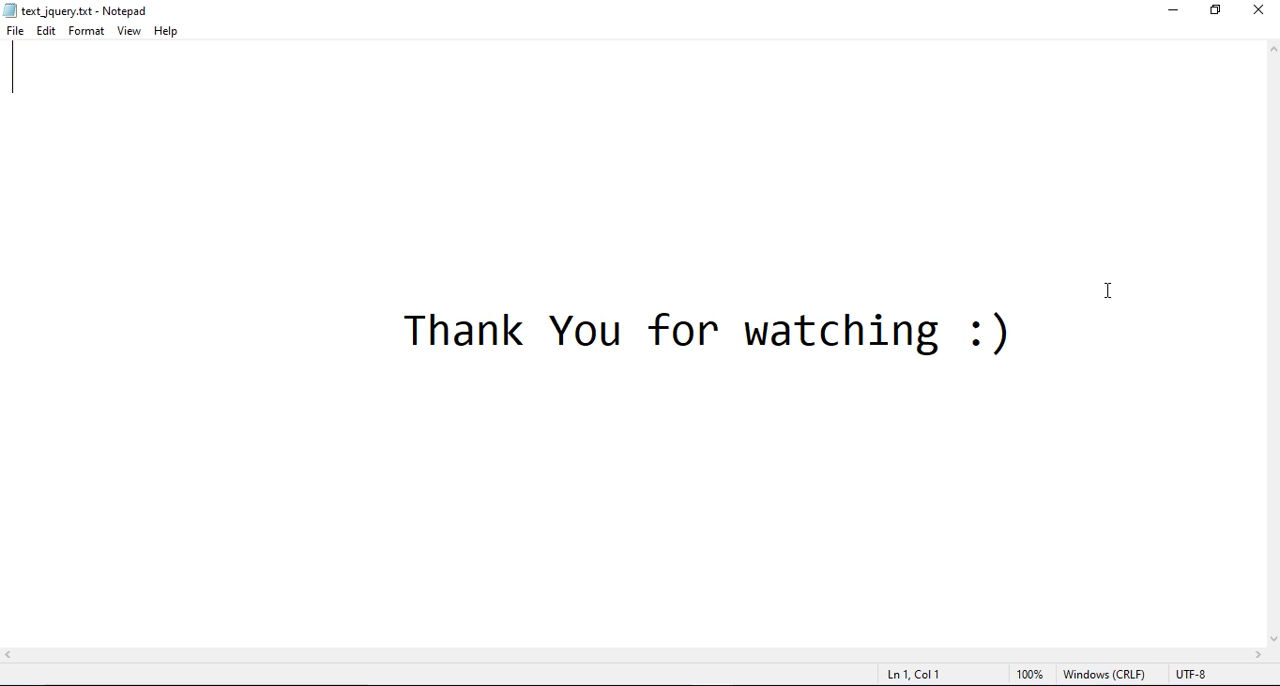 text_jquery.txt - Notepad
File Edit Format View Help
Thank You for watching :)
Ln 1, Col 1 100% Windows (CRLF) UTF-8